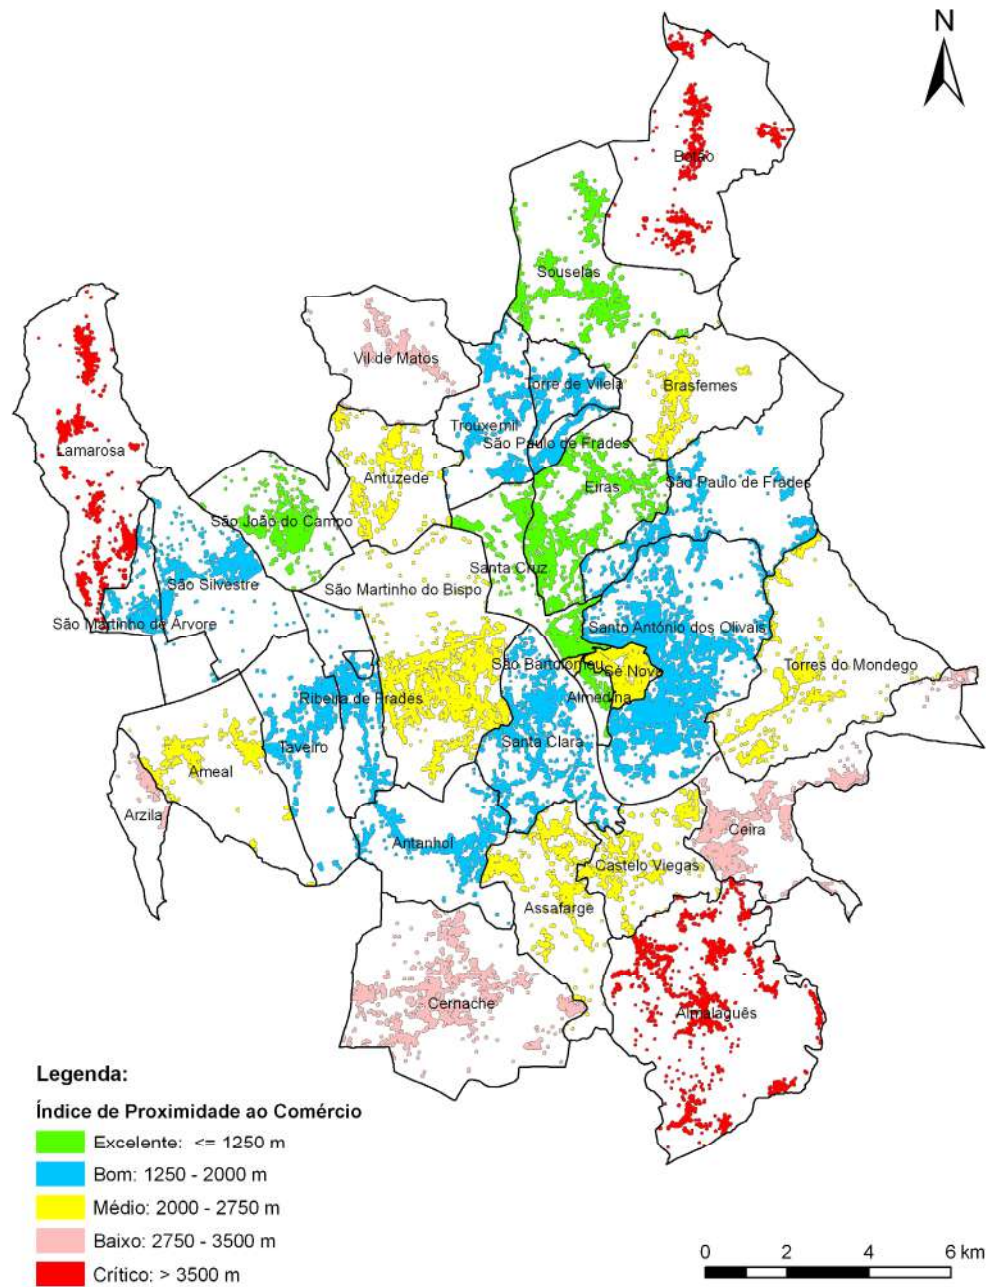 N
Botão
Souselas
Vil de Matos
Torre de Vilela
Brasfemes
Trouxemil
São Paulo de Frades
Lamarosa
Antuzede
Eiras
São Paulo de Frades
São João do Campo
Santa Cruz
São Silvestre
São Martinho do Bispo
São Martinho de Arvore
Santo António dos Olivais
São Bartolomeu
Sé Nova
Torres do Mondego
Ribeira de Frades
Almedina
Taveiro
Santa Clara
Ameal
Arzila
Antanhol
Ceira
Castelo Viegas
Assafarge
Cernache
Almalaguês
Legenda:
Índice de Proximidade ao Comércio
Excelente: <= 1250 m
Bom: 1250 - 2000 m
Médio: 2000 - 2750 m
Baixo: 2750 - 3500 m
Crítico: > 3500 m
0 2 4 6 km